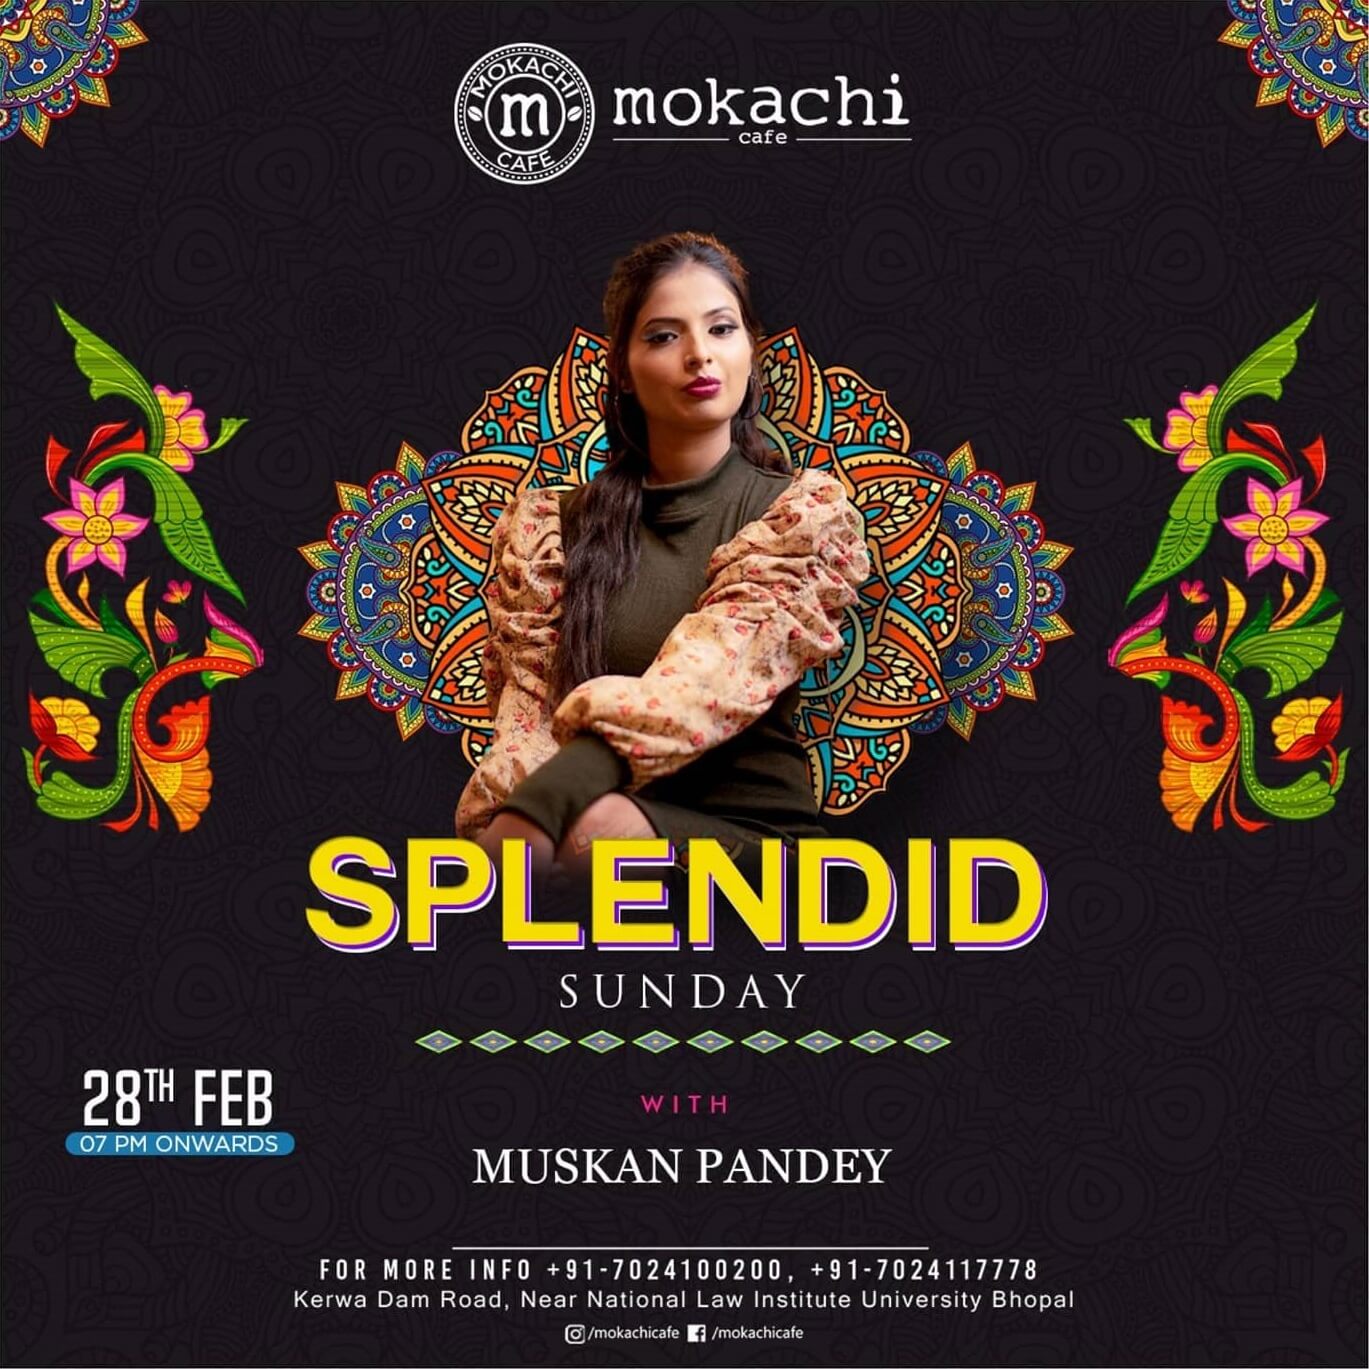 MOKACHI
m
CAFE
mokachi
cafe
SPLENDID
SUNDAY
WITH
MUSKAN PANDEY
28TH FEB
07 PM ONWARDS
FOR MORE INFO +91-7024100200, +91-7024117778
Kerwa Dam Road, Near National Law Institute University Bhopal
/mokachicafe /mokachicafe